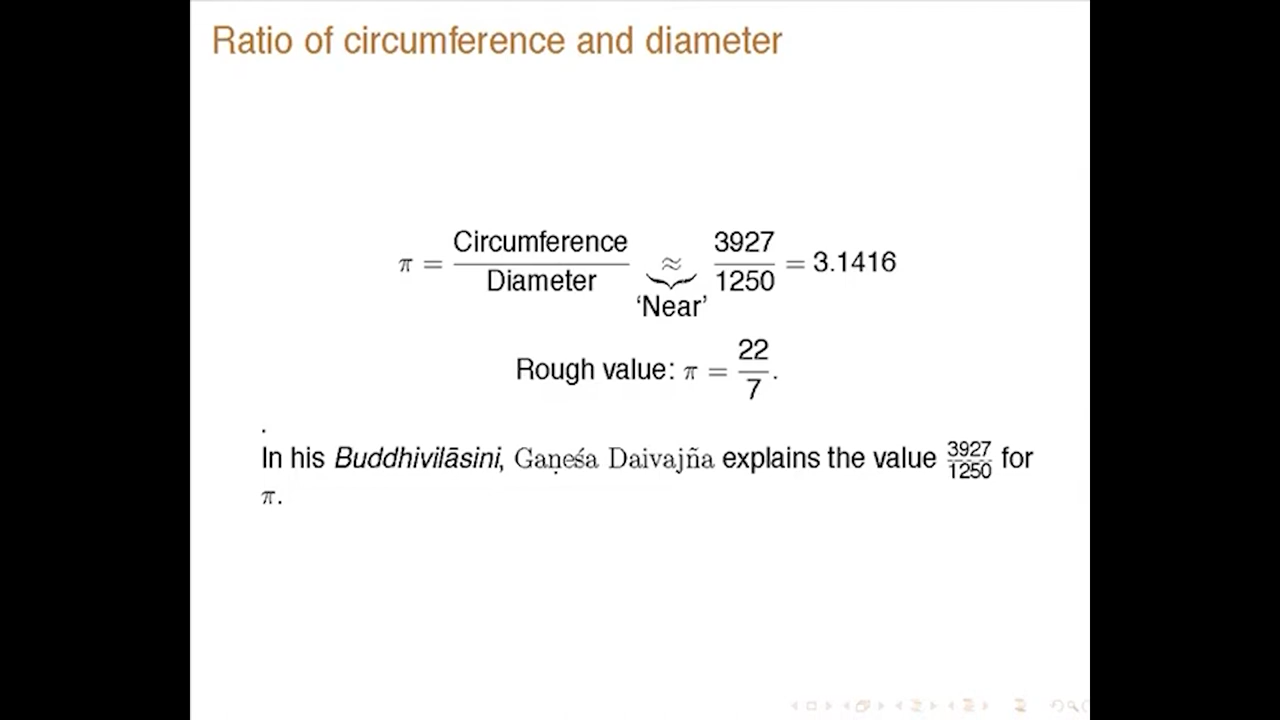 Ratio of circumference and diameter
π = Circumference / Diameter ≈ 3927 / 1250 = 3.1416
'Near'
Rough value: π = 22 / 7.
.
In his Buddhivilāsini, Gaṇeśa Daivajña explains the value 3927 / 1250 for
π.